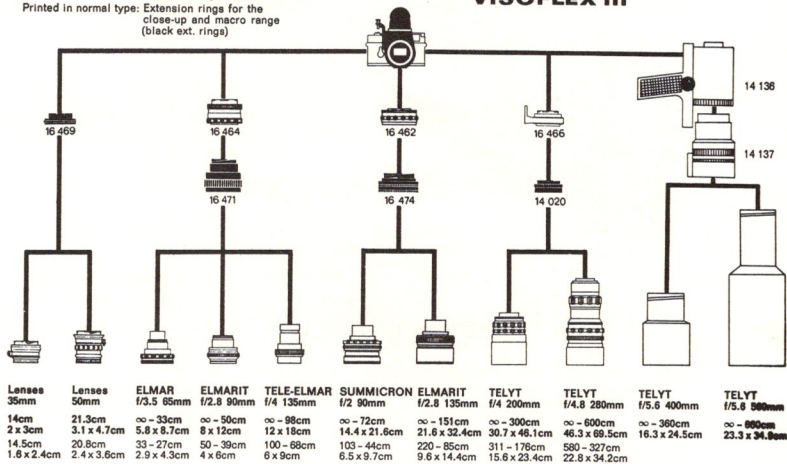 VISOFLEX III
Printed in normal type: Extension rings for the
close-up and macro range
(black ext. rings)
14 136
16 469
16 464
16 462
16 466
14 137
16 471
16 474
14 020
Lenses Lenses ELMAR ELMARIT TELE-ELMAR SUMMICRON ELMARIT TELYT TELYT TELYT TELYT
35mm 50mm f/3.5 65mm f/2.8 90mm f/4 135mm f/2 90mm f/2.8 135mm f/4 200mm f/4.8 280mm f/5.6 400mm f/5.6
14cm 21.3cm ∞ – 33cm ∞ – 50cm ∞ – 98cm ∞ – 72cm ∞ – 151cm ∞ – 300cm ∞ – 600cm ∞ – 360cm ∞ –
2 x 3cm 3.1 x 4.7cm 5.8 x 8.7cm 8 x 12cm 12 x 18cm 14.4 x 21.6cm 21.6 x 32.4cm 30.7 x 46.1cm 46.3 x 69.5cm 16.3 x 24.5cm 23.3 x
14.5cm 20.8cm 33 – 27cm 50 – 39cm 100 – 68cm 103 – 44cm 220 – 85cm 311 – 176cm 580 – 327cm
1.6 x 2.4cm 2.4 x 3.6cm 2.9 x 4.3cm 4 x 6cm 6 x 9cm 6.5 x 9.7cm 9.6 x 14.4cm 15.6 x 23.4cm 22.8 x 34.2cm